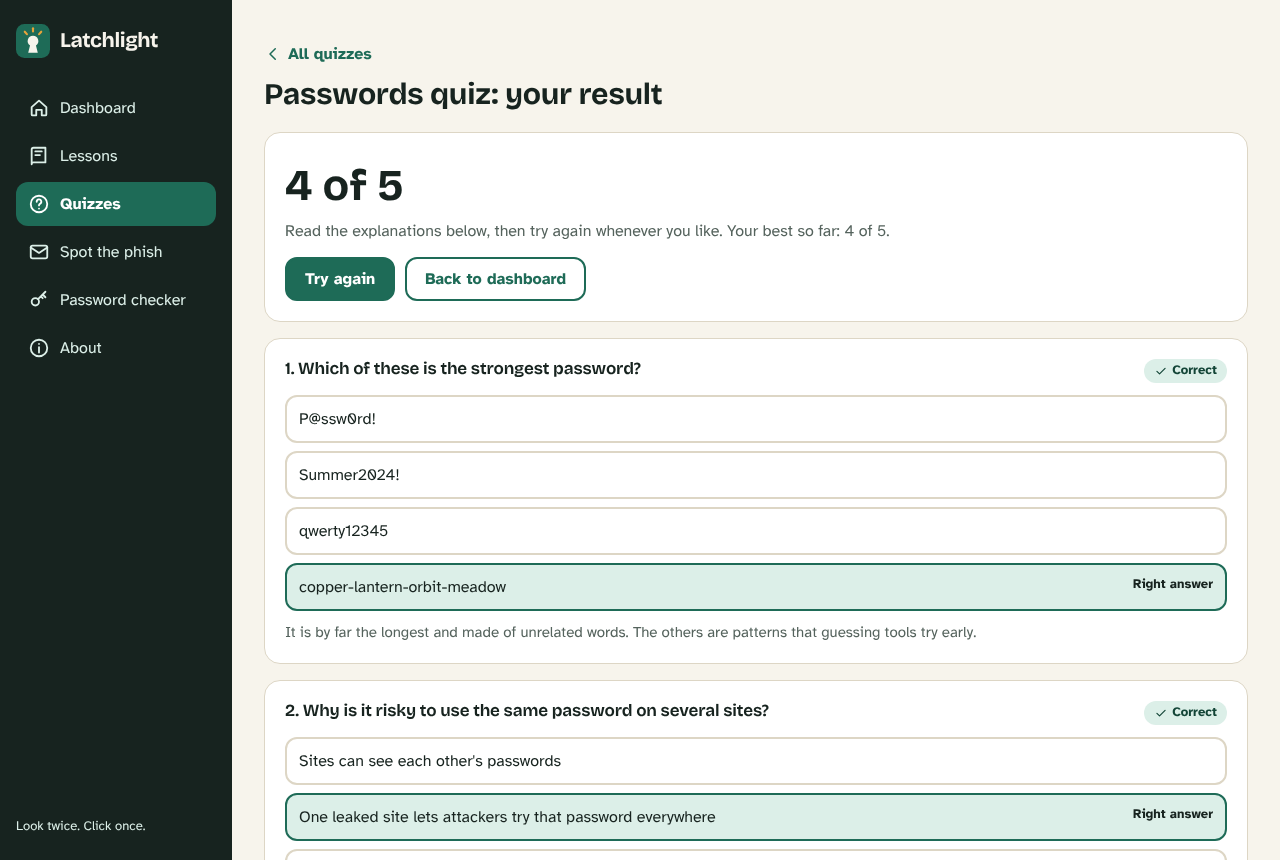 Latchlight
Dashboard
Lessons
Quizzes
Spot the phish
Password checker
About
Look twice. Click once.
All quizzes
Passwords quiz: your result
4 of 5
Read the explanations below, then try again whenever you like. Your best so far: 4 of 5.
Try again
Back to dashboard
1. Which of these is the strongest password?
Correct
P@ssw0rd!
Summer2024!
qwerty12345
copper-lantern-orbit-meadow
Right answer
It is by far the longest and made of unrelated words. The others are patterns that guessing tools try early.
2. Why is it risky to use the same password on several sites?
Correct
Sites can see each other's passwords
One leaked site lets attackers try that password everywhere
Right answer